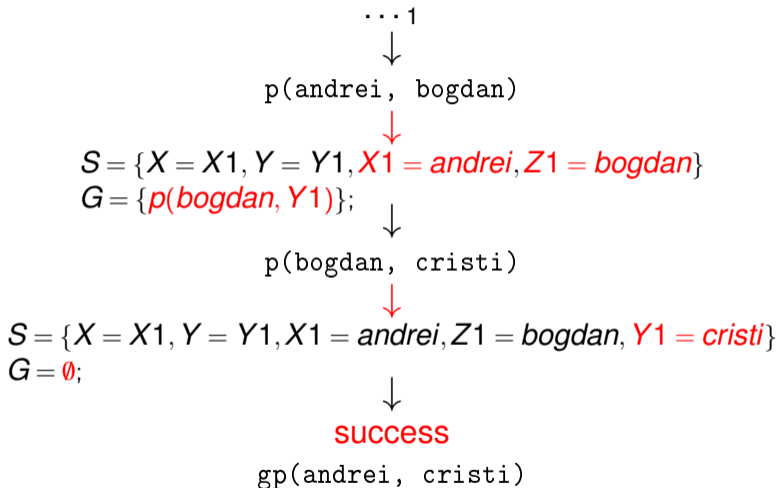 ··· 1
p(andrei, bogdan)
S = {X = X1, Y = Y1, X1 = andrei, Z1 = bogdan}
G = {p(bogdan, Y1)};
p(bogdan, cristi)
S = {X = X1, Y = Y1, X1 = andrei, Z1 = bogdan, Y1 = cristi}
G = ∅;
success
gp(andrei, cristi)